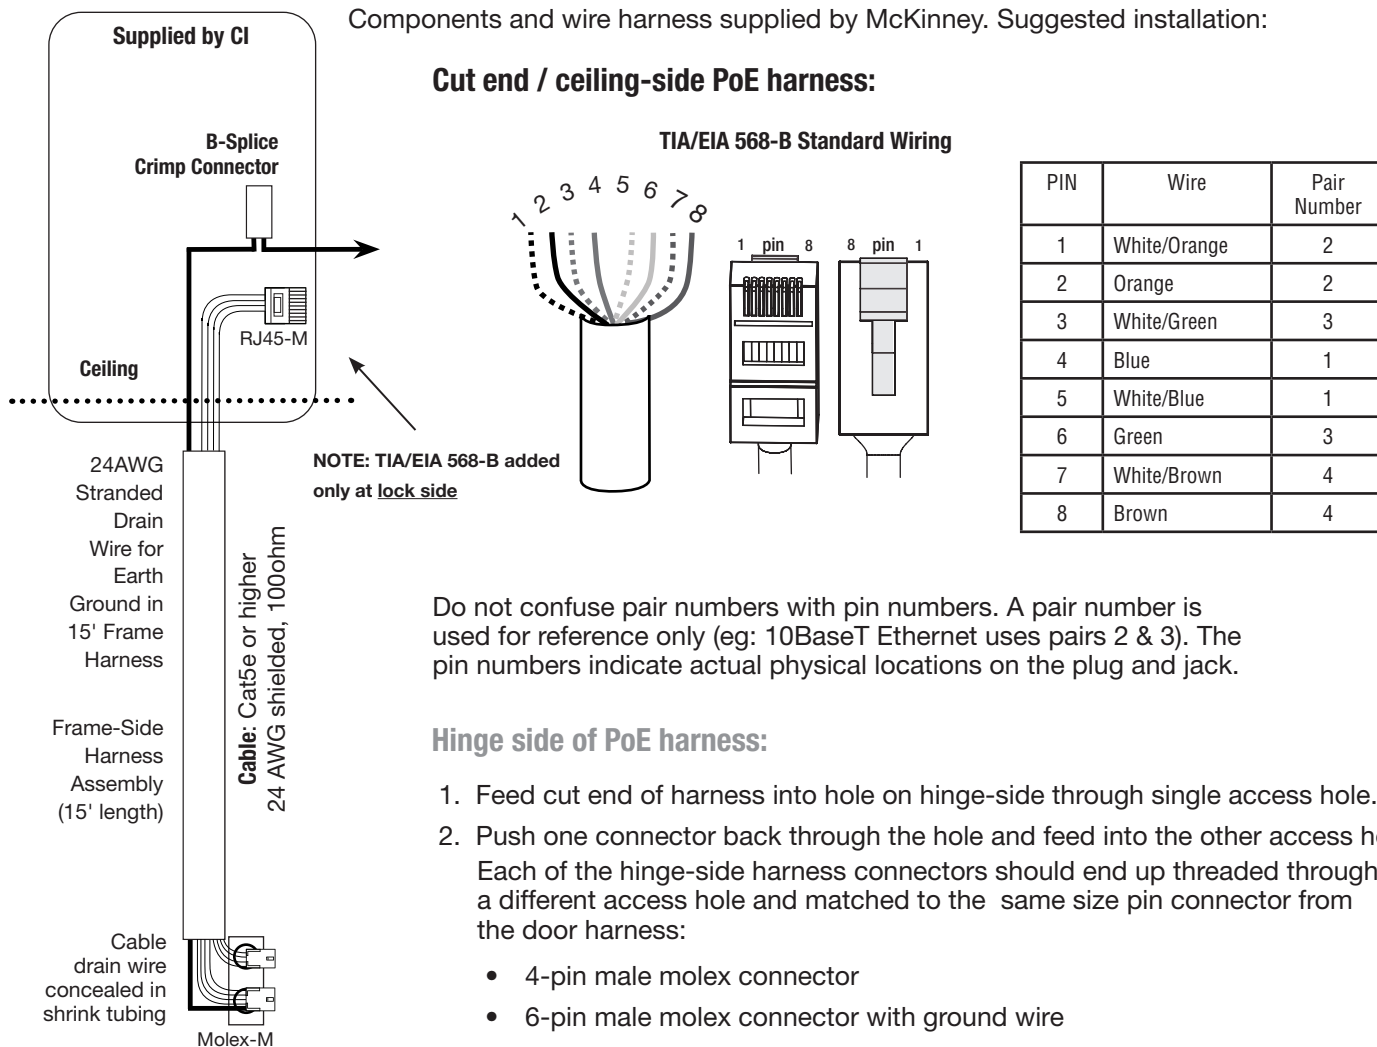 Components and wire harness supplied by McKinney. Suggested installation:
Supplied by CI
B-Splice
Crimp Connector
RJ45-M
Ceiling
NOTE: TIA/EIA 568-B added
only at lock side
24AWG
Stranded
Drain
Wire for
Earth
Ground in
15' Frame
Harness
Cable: Cat5e or higher
24 AWG shielded, 100ohm
Frame-Side
Harness
Assembly
(15' length)
Cable
drain wire
concealed in
shrink tubing
Molex-M
Cut end / ceiling-side PoE harness:
TIA/EIA 568-B Standard Wiring
1 2 3 4 5 6 7 8
1 pin 8
8 pin 1
PIN Wire Pair
Number
1 White/Orange 2
2 Orange 2
3 White/Green 3
4 Blue 1
5 White/Blue 1
6 Green 3
7 White/Brown 4
8 Brown 4
Do not confuse pair numbers with pin numbers. A pair number is
used for reference only (eg: 10BaseT Ethernet uses pairs 2 & 3). The
pin numbers indicate actual physical locations on the plug and jack.
Hinge side of PoE harness:
1. Feed cut end of harness into hole on hinge-side through single access hole.
2. Push one connector back through the hole and feed into the other access
Each of the hinge-side harness connectors should end up threaded through
a different access hole and matched to the same size pin connector from
the door harness:
• 4-pin male molex connector
• 6-pin male molex connector with ground wire